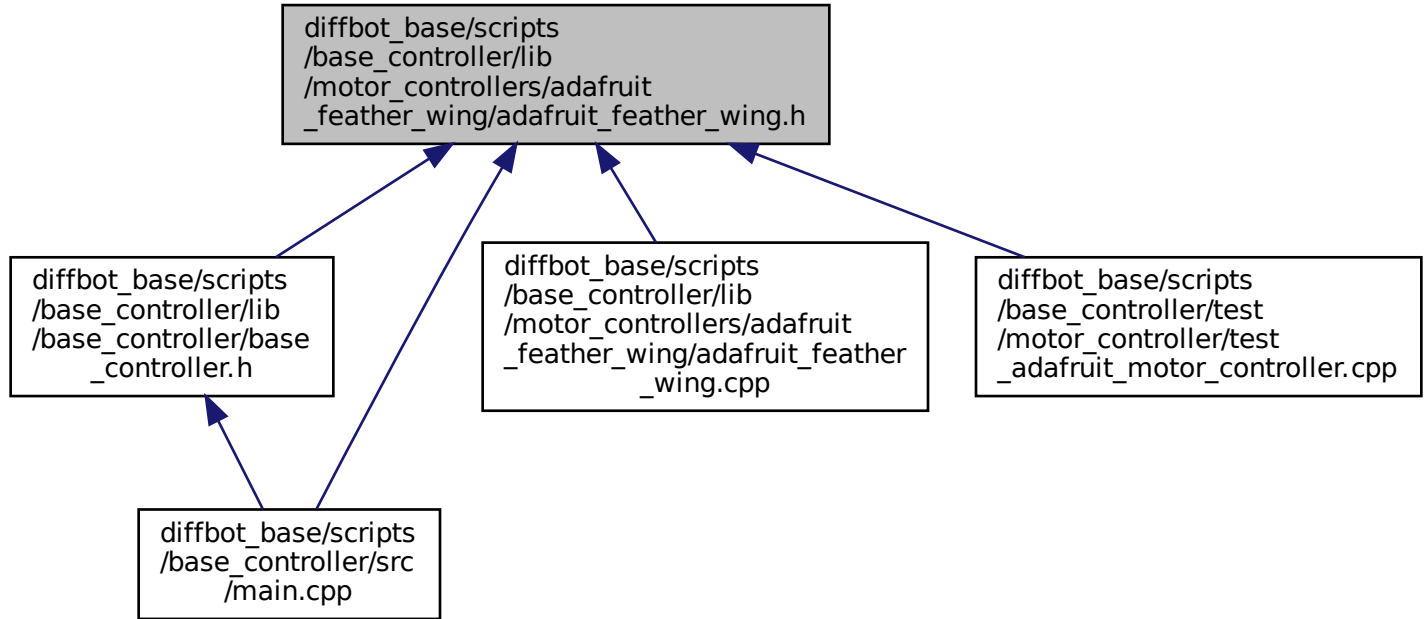 diffbot_base/scripts
/base_controller/lib
/motor_controllers/adafruit
_feather_wing/adafruit_feather_wing.h
diffbot_base/scripts
/base_controller/lib
/base_controller/base
_controller.h
diffbot_base/scripts
/base_controller/lib
/motor_controllers/adafruit
_feather_wing/adafruit_feather
_wing.cpp
diffbot_base/scripts
/base_controller/test
/motor_controller/test
_adafruit_motor_controller.cpp
diffbot_base/scripts
/base_controller/src
/main.cpp